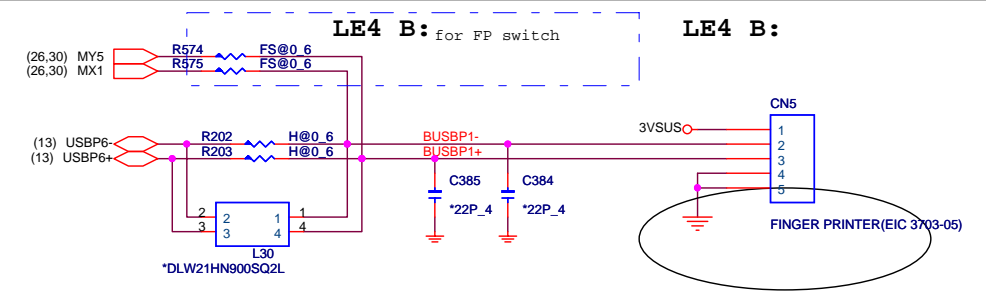 LE4 B: for FP switch
LE4 B:
(26,30) MY5 R574 FS@0_6
(26,30) MX1 R575 FS@0_6
CN5
3VSUS 1
(13) USBP6- R202 H@0_6 BUSBP1- 2
(13) USBP6+ R203 H@0_6 BUSBP1+ 3
4
5
C385 C384
*22P_4 *22P_4
FINGER PRINTER(EIC 3703-05)
2 2 1 1
3 3 4 4
L30
*DLW21HN900SQ2L